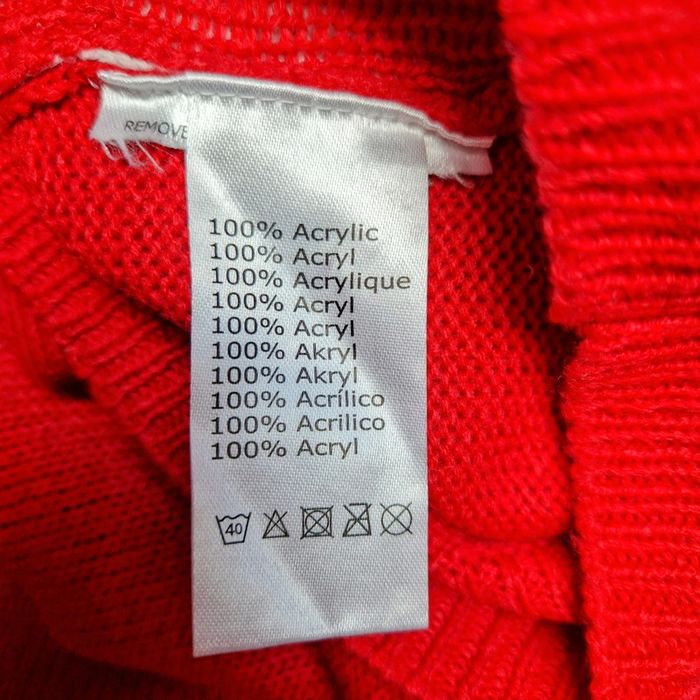 REMOVE
100% Acrylic
100% Acryl
100% Acrylique
100% Acryl
100% Acryl
100% Akryl
100% Akryl
100% Acrílico
100% Acrilico
100% Acryl
40